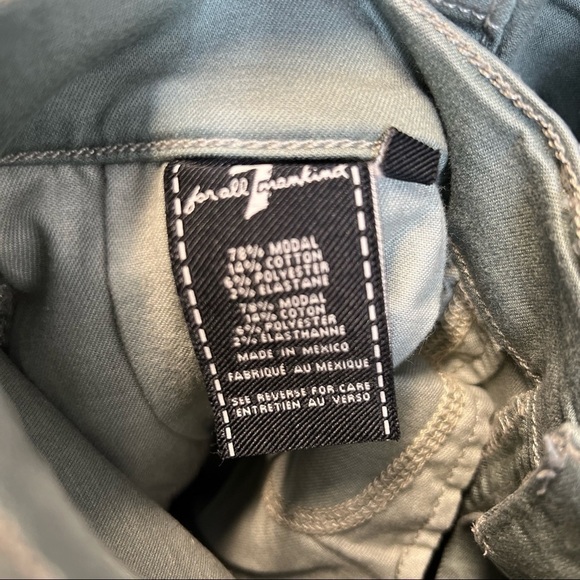 for all 7 mankind
78% MODAL
14% COTTON
6% POLYESTER
2% ELASTANE
78% MODAL
14% COTON
6% POLYESTER
2% ELASTHANNE
MADE IN MEXICO
FABRIQUÉ AU MEXIQUE
SEE REVERSE FOR CARE
ENTRETIEN AU VERSO